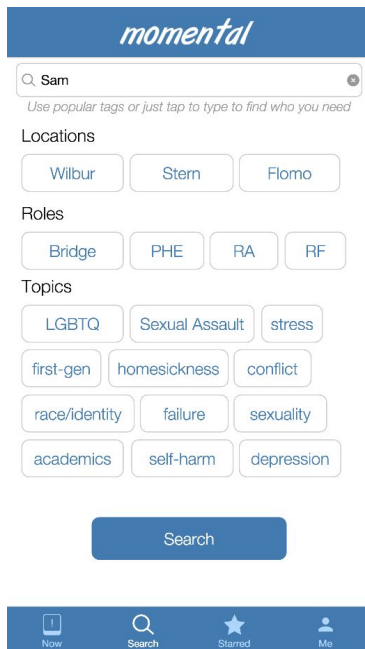 momental
Sam
Use popular tags or just tap to type to find who you need
Locations
Wilbur Stern Flomo
Roles
Bridge PHE RA RF
Topics
LGBTQ Sexual Assault stress
first-gen homesickness conflict
race/identity failure sexuality
academics self-harm depression
Search
! 
Now Search Starred Me